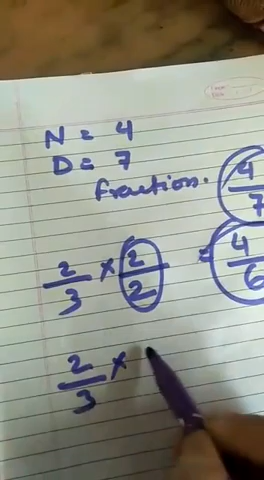 N = 4
D = 7
fraction. 4/7
2/3 × 2/2 = 4/6
2/3 ×